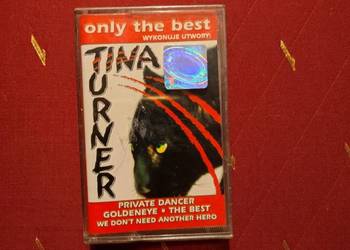 only the best
WYKONUJE UTWORY:
TINA
TURNER
PRIVATE DANCER
GOLDENEYE • THE BEST
WE DON'T NEED ANOTHER HERO